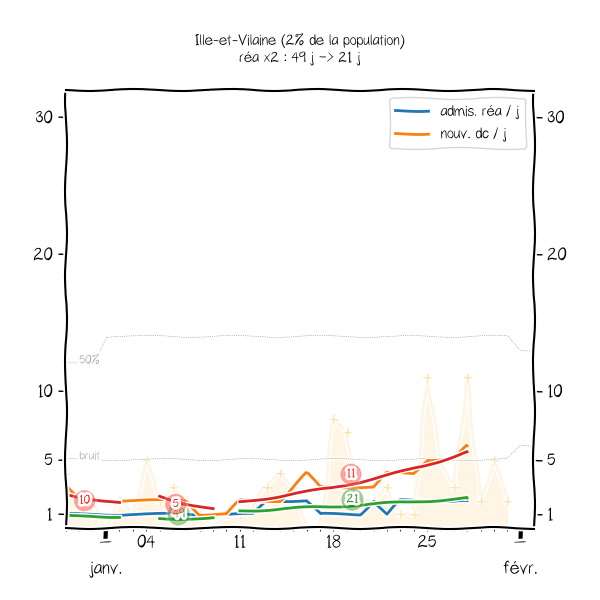 Ille-et-Vilaine (2% de la population)
réa x2 : 49 j -> 21 j
admis. réa / j
nouv. dc / j
30
30
20
20
50%
10
10
bruit
5
5
11
21
10
5
1
1
04
11
18
25
janv.
févr.